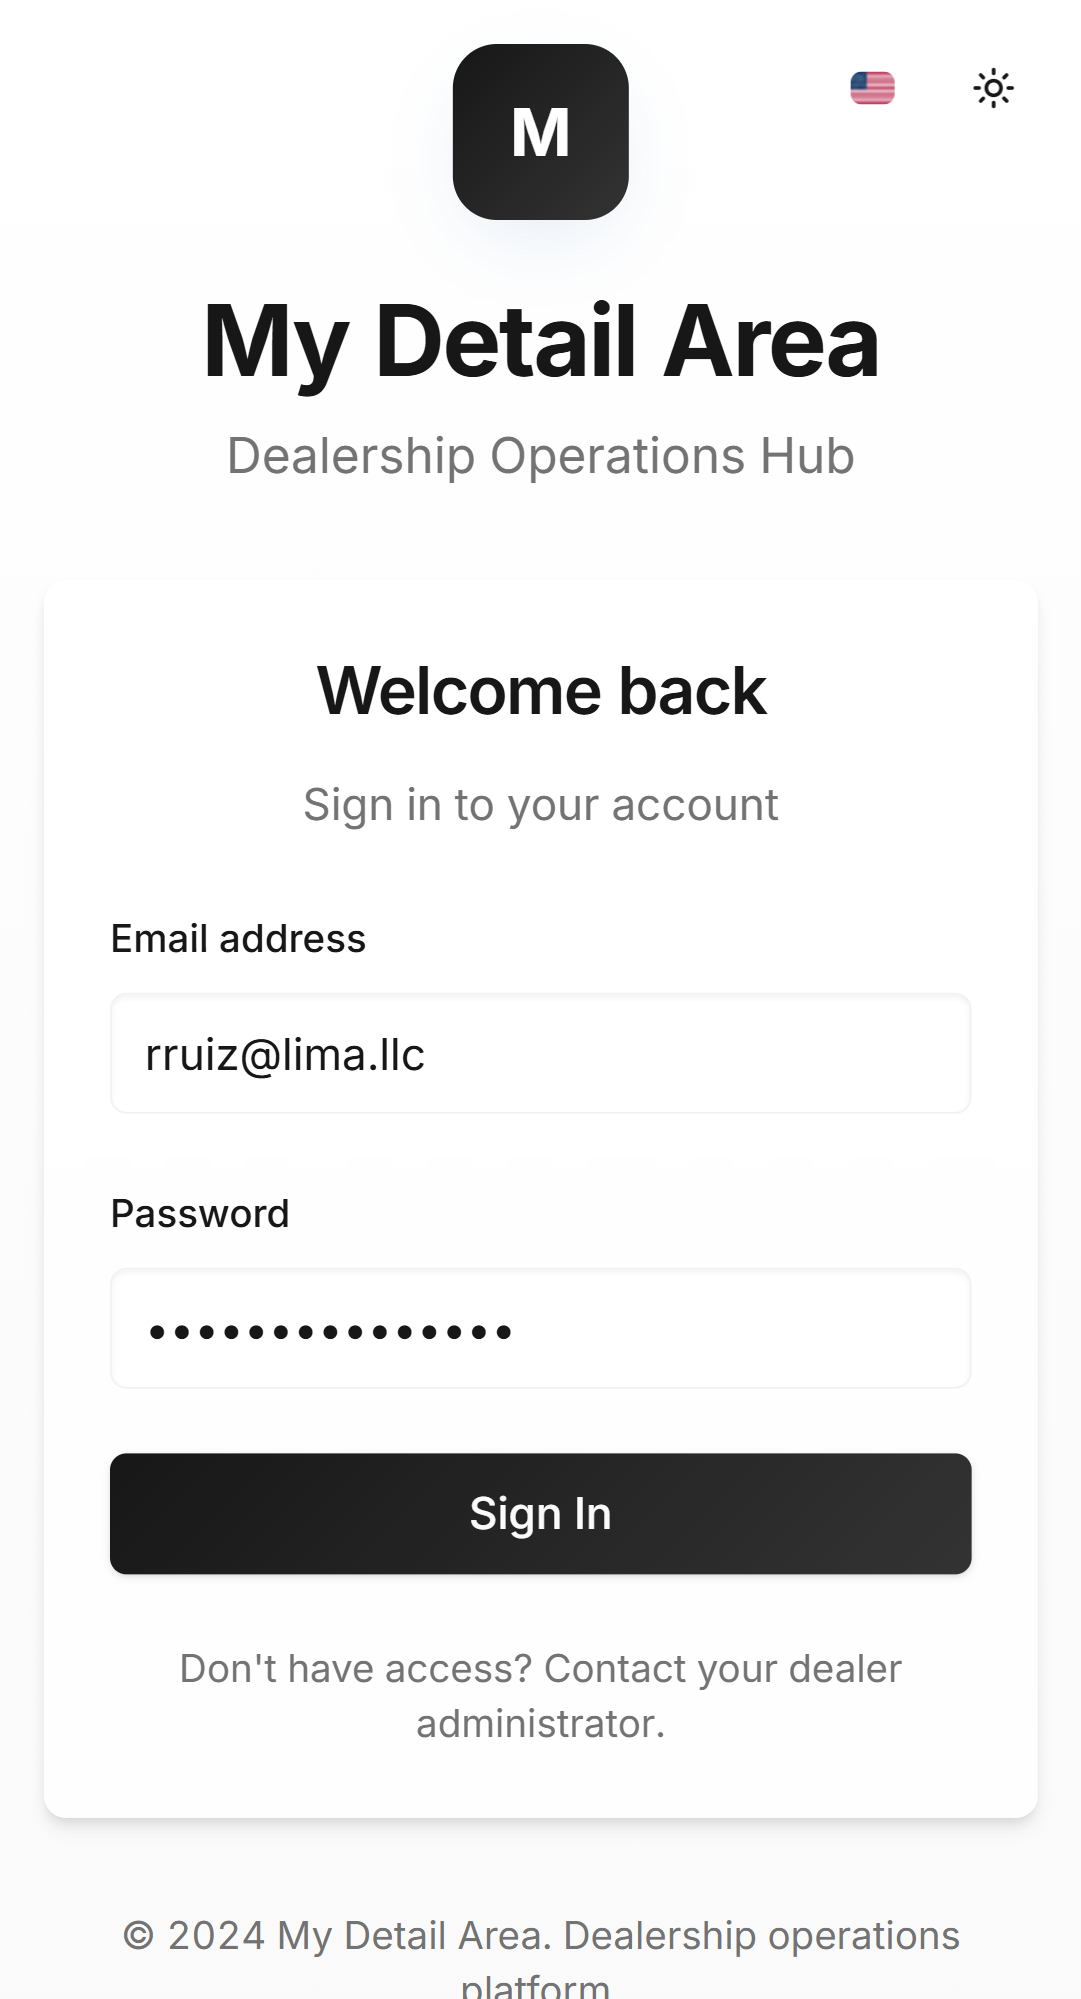 M
My Detail Area
Dealership Operations Hub
Welcome back
Sign in to your account
Email address
rruiz@lima.llc
Password
•••••••••••••••
Sign In
Don't have access? Contact your dealer
administrator.
© 2024 My Detail Area. Dealership operations
platform